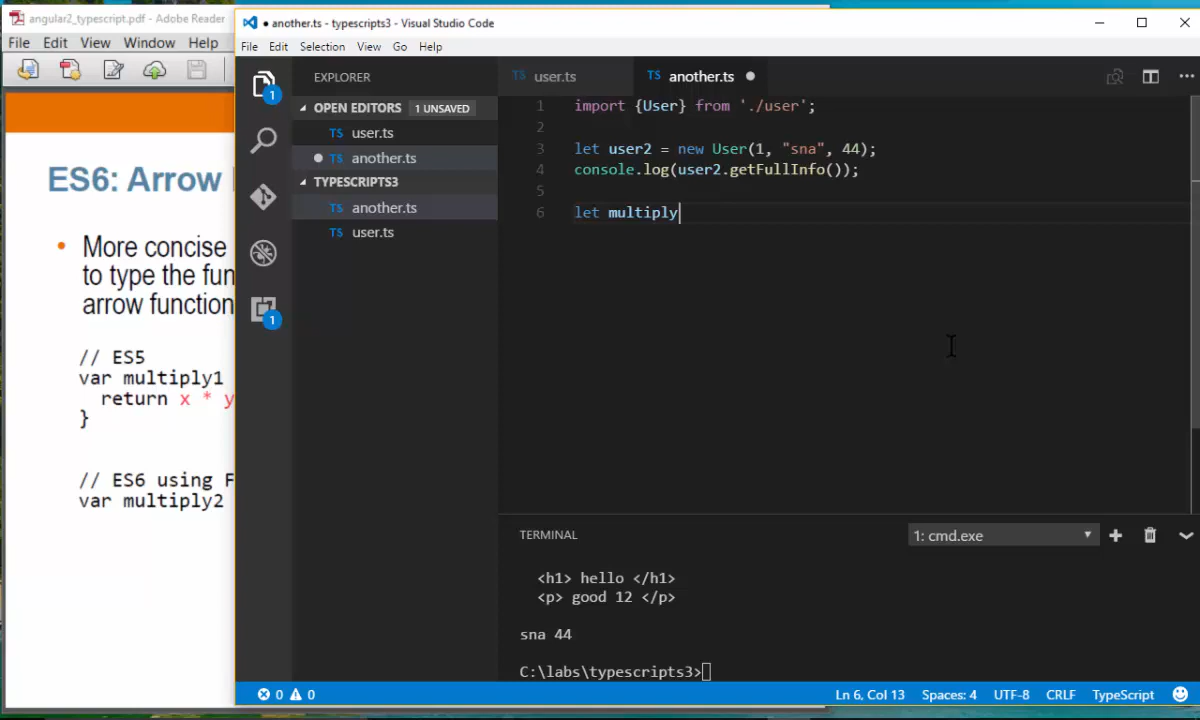 angular2_typescript.pdf - Adobe Reader
File Edit View Window Help
ES6: Arrow
• More concise
to type the fun
arrow function
// ES5
var multiply1
return x * y
}
// ES6 using F
var multiply2
● another.ts - typescripts3 - Visual Studio Code
File Edit Selection View Go Help
1
1
EXPLORER
OPEN EDITORS 1 UNSAVED
TS user.ts
● TS another.ts
TYPESCRIPTS3
TS another.ts
TS user.ts
TS user.ts TS another.ts ●
1 import {User} from './user';
2
3 let user2 = new User(1, "sna", 44);
4 console.log(user2.getFullInfo());
5
6 let multiply
TERMINAL 1: cmd.exe
<h1> hello </h1>
<p> good 12 </p>
sna 44
C:\labs\typescripts3>
0 0 Ln 6, Col 13 Spaces: 4 UTF-8 CRLF TypeScript